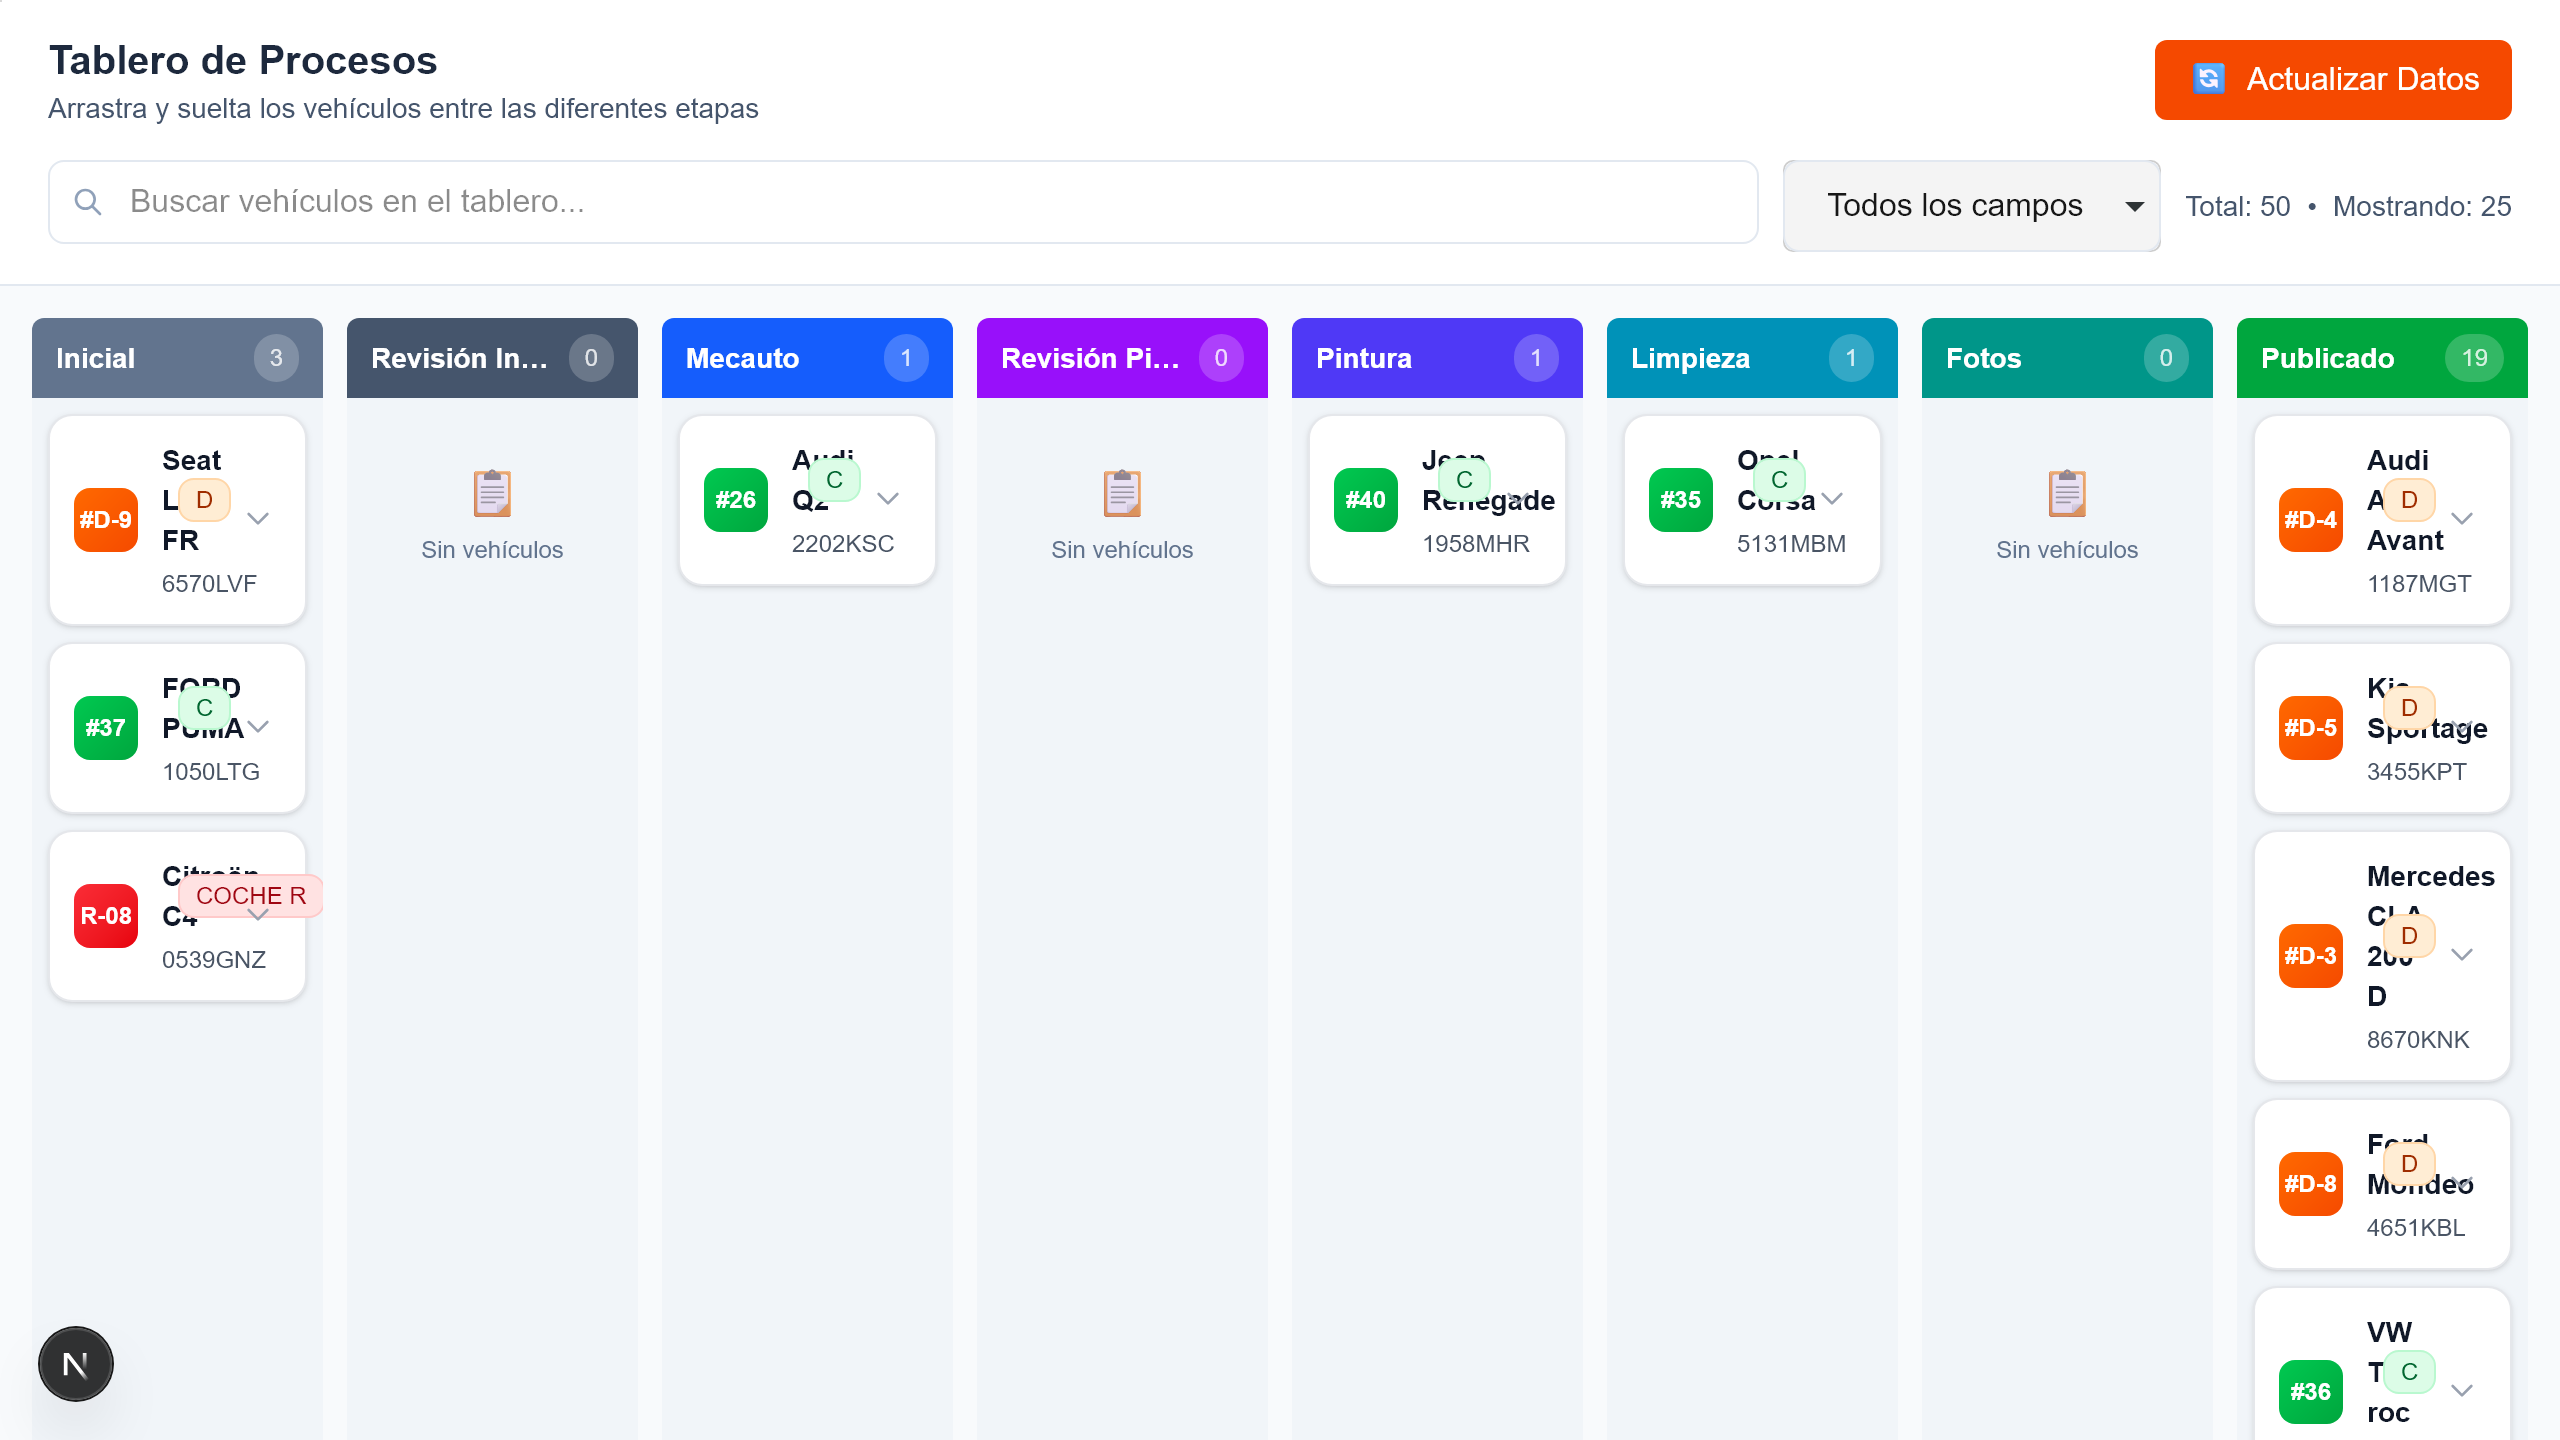 Tablero de Procesos
Arrastra y suelta los vehículos entre las diferentes etapas
Actualizar Datos
Buscar vehículos en el tablero...
Todos los campos
Total: 50 • Mostrando: 25
Inicial 3
#D-9
Seat
L
FR
D
6570LVF
#37
FORD
PUMA
C
1050LTG
R-08
Citroën
C4
COCHE R
0539GNZ
Revisión In... 0
Sin vehículos
Mecauto 1
#26
Audi
Q2
C
2202KSC
Revisión Pi... 0
Sin vehículos
Pintura 1
#40
Jeep
Renegade
C
1958MHR
Limpieza 1
#35
Opel
Corsa
C
5131MBM
Fotos 0
Sin vehículos
Publicado 19
#D-4
Audi
A
Avant
D
1187MGT
#D-5
Kia
Sportage
D
3455KPT
#D-3
Mercedes
CLA
200
D
D
8670KNK
#D-8
Ford
Mondeo
D
4651KBL
#36
VW
T
roc
C
N